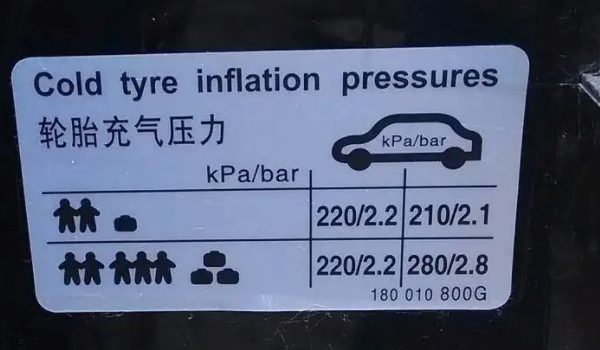 Cold tyre inflation pressures
轮胎充气压力
kPa/bar
kPa/bar
220/2.2 210/2.1
220/2.2 280/2.8
180 010 800G